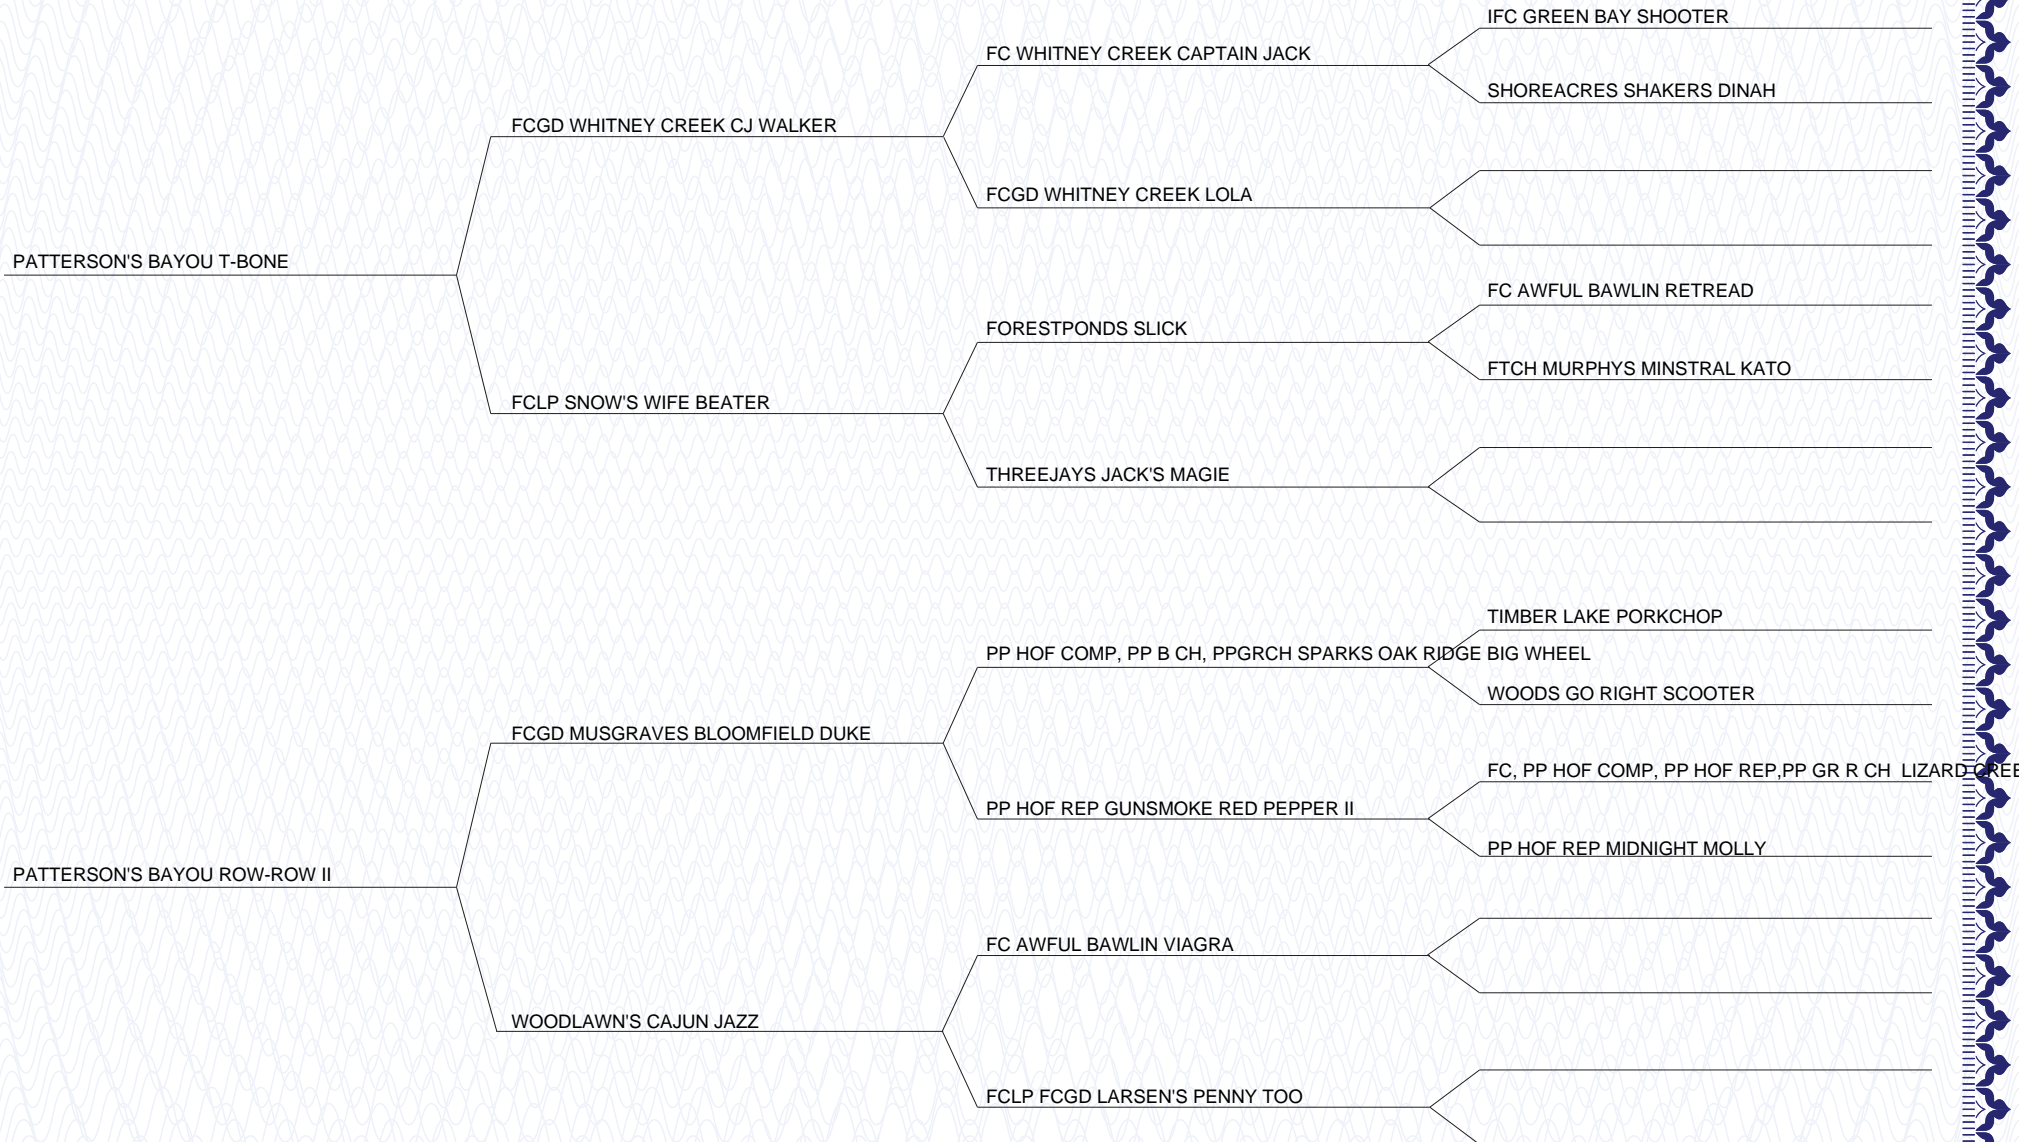 IFC GREEN BAY SHOOTER
FC WHITNEY CREEK CAPTAIN JACK
SHOREACRES SHAKERS DINAH
FCGD WHITNEY CREEK CJ WALKER
FCGD WHITNEY CREEK LOLA
PATTERSON'S BAYOU T-BONE
FC AWFUL BAWLIN RETREAD
FORESTPONDS SLICK
FTCH MURPHYS MINSTRAL KATO
FCLP SNOW'S WIFE BEATER
THREEJAYS JACK'S MAGIE
TIMBER LAKE PORKCHOP
PP HOF COMP, PP B CH, PPGRCH SPARKS OAK RIDGE BIG WHEEL
WOODS GO RIGHT SCOOTER
FCGD MUSGRAVES BLOOMFIELD DUKE
FC, PP HOF COMP, PP HOF REP,PP GR R CH  LIZARD
PP HOF REP GUNSMOKE RED PEPPER II
PP HOF REP MIDNIGHT MOLLY
PATTERSON'S BAYOU ROW-ROW II
FC AWFUL BAWLIN VIAGRA
WOODLAWN'S CAJUN JAZZ
FCLP FCGD LARSEN'S PENNY TOO